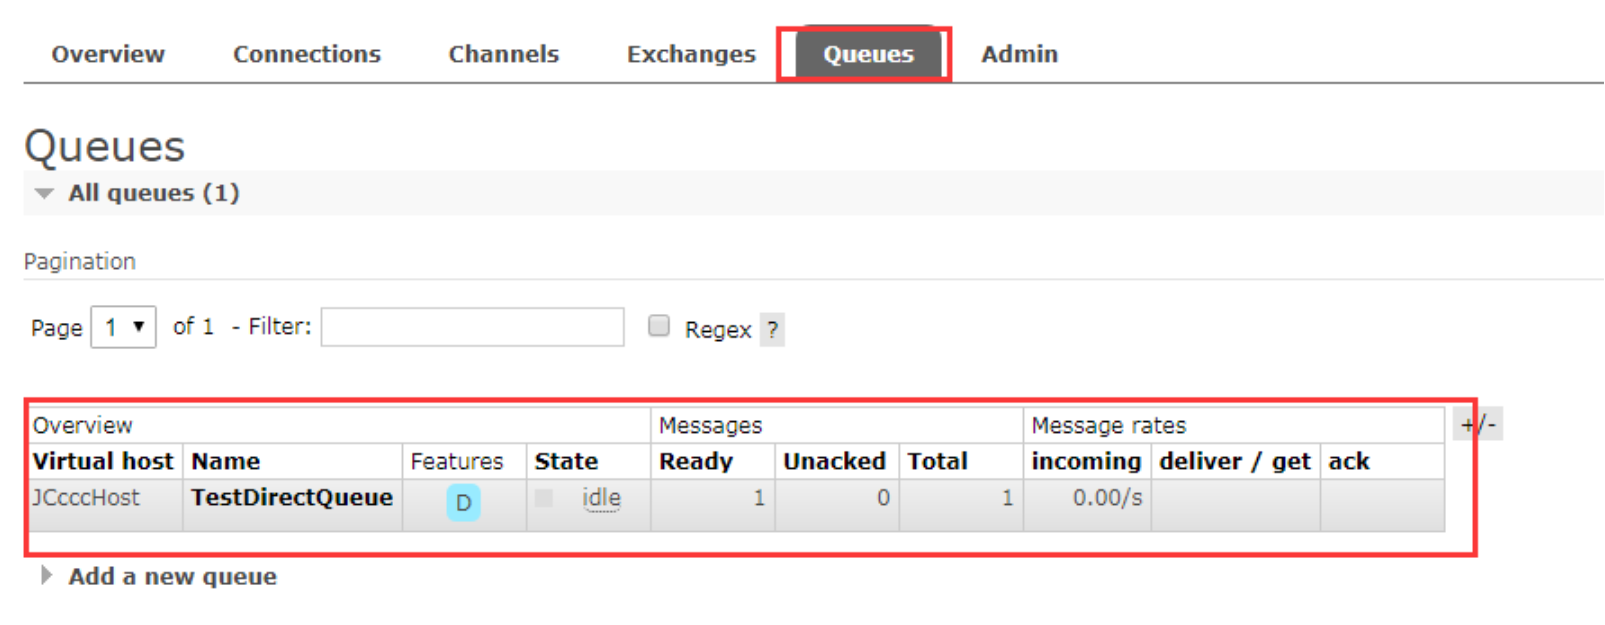 Overview Connections Channels Exchanges Queues Admin
Queues
All queues (1)
Pagination
Page 1 of 1 - Filter: Regex ?
Overview Messages Message rates +/-
Virtual host Name Features State Ready Unacked Total incoming deliver / get ack
JCcccHost TestDirectQueue D idle 1 0 1 0.00/s
Add a new queue